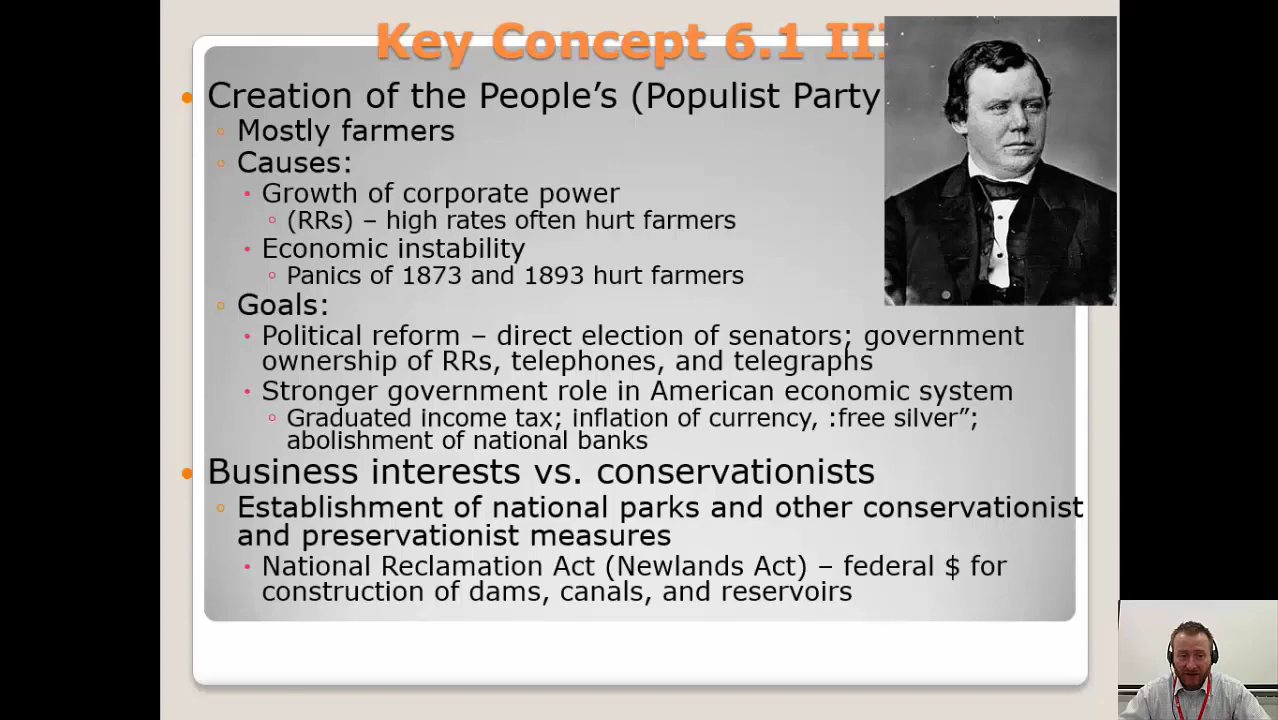 Key Concept 6.1 III
Creation of the People’s (Populist Party
Mostly farmers
Causes:
Growth of corporate power
(RRs) – high rates often hurt farmers
Economic instability
Panics of 1873 and 1893 hurt farmers
Goals:
Political reform – direct election of senators; government
ownership of RRs, telephones, and telegraphs
Stronger government role in American economic system
Graduated income tax; inflation of currency, :free silver”;
abolishment of national banks
Business interests vs. conservationists
Establishment of national parks and other conservationist
and preservationist measures
National Reclamation Act (Newlands Act) – federal $ for
construction of dams, canals, and reservoirs